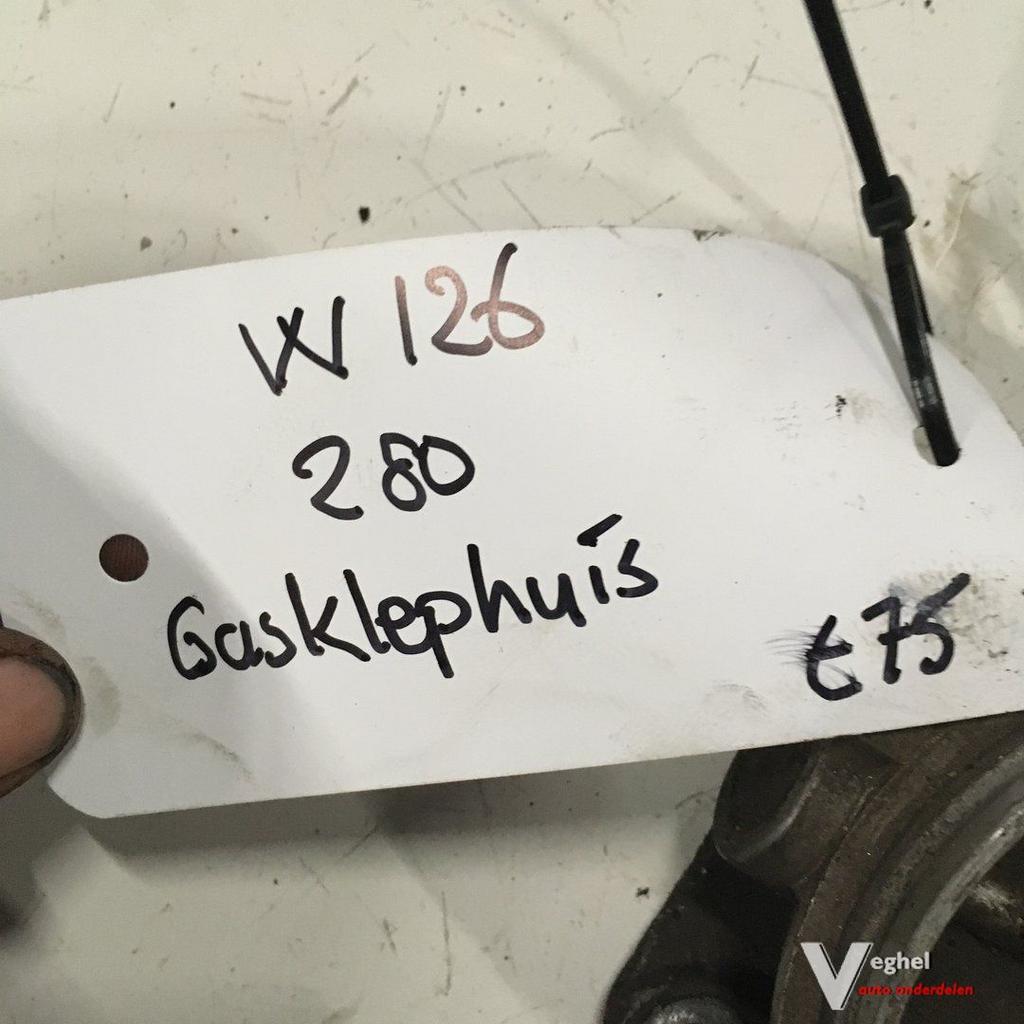 W 126
280
Gasklephuis
€75
Veghel
auto onderdelen